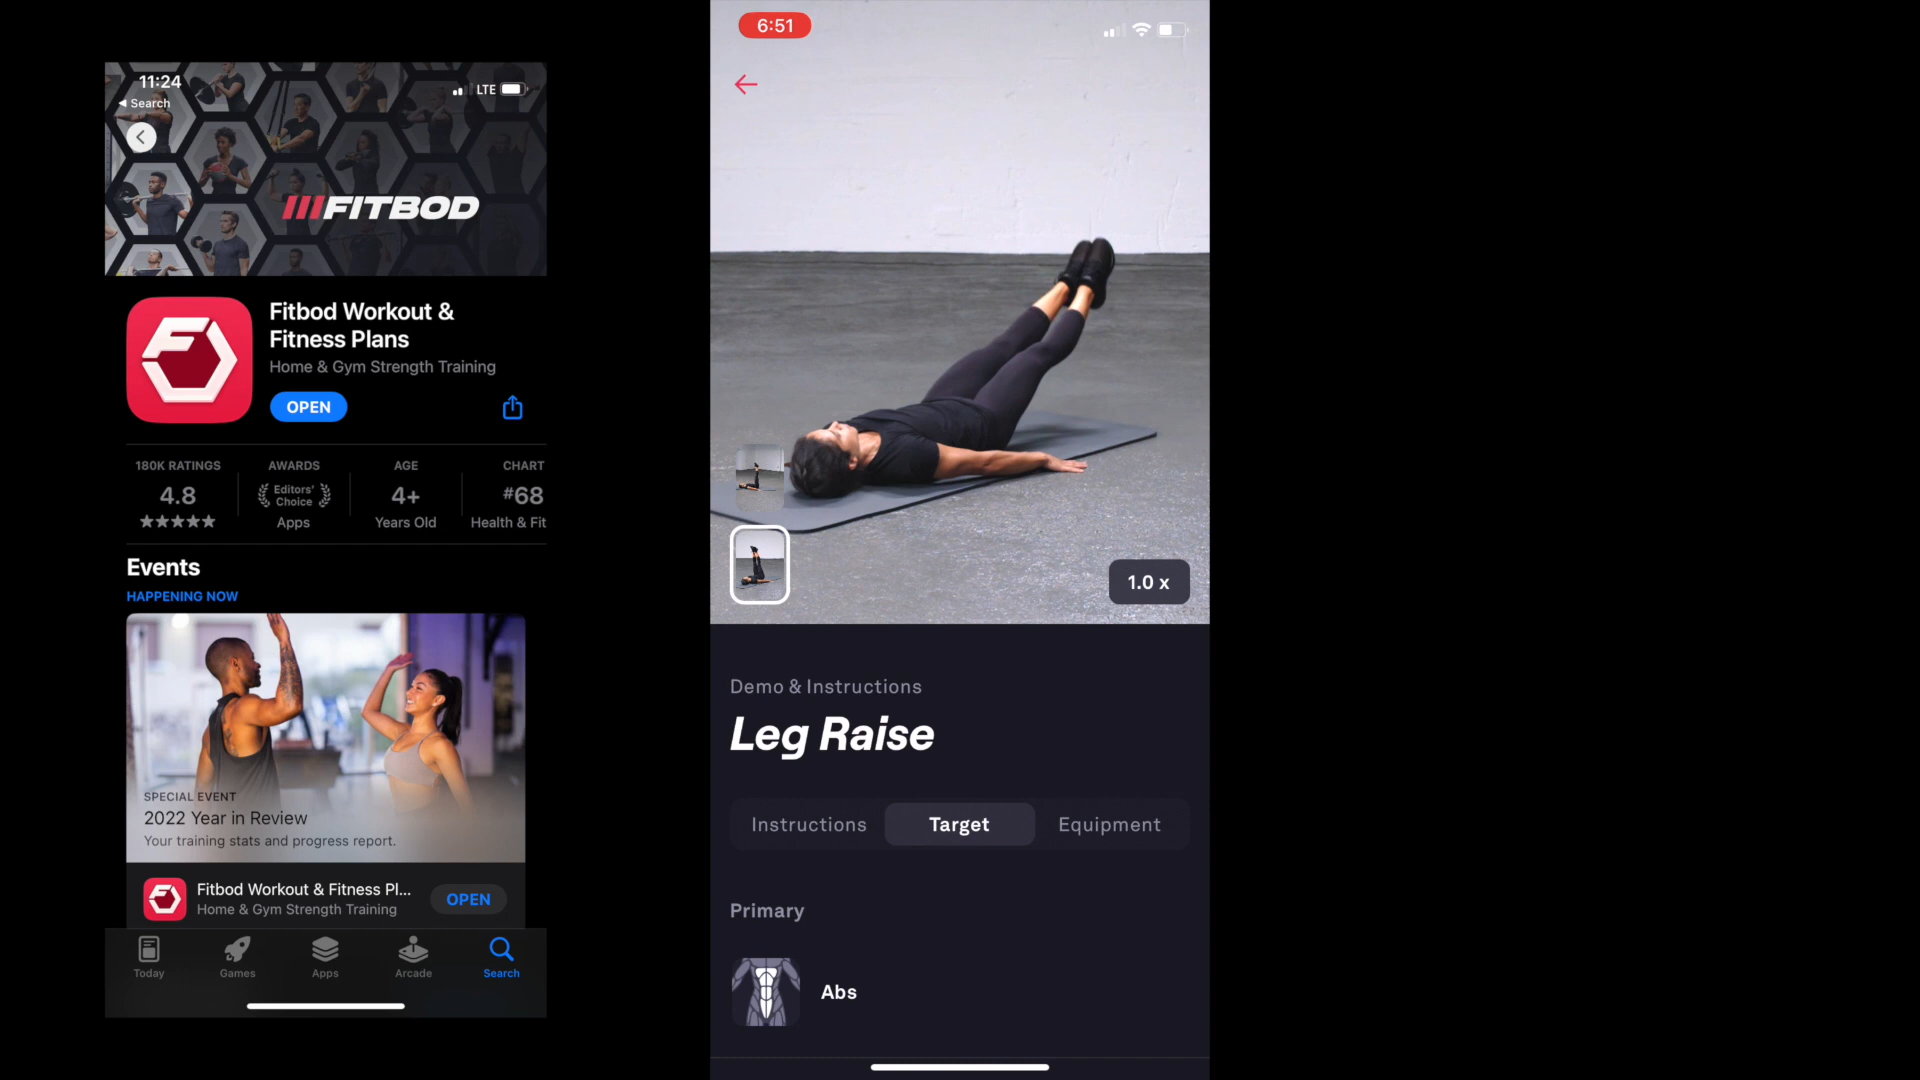 11:24
LTE
◀ Search
FITBOD
Fitbod Workout &
Fitness Plans
Home & Gym Strength Training
OPEN
180K RATINGS
4.8
★★★★★
AWARDS
Editors'
Choice
Apps
AGE
4+
Years Old
CHART
#68
Health & Fit
Events
HAPPENING NOW
SPECIAL EVENT
2022 Year in Review
Your training stats and progress report.
Fitbod Workout & Fitness Pl...
Home & Gym Strength Training
OPEN
Today
Games
Apps
Arcade
Search
6:51
1.0 x
Demo & Instructions
Leg Raise
Instructions
Target
Equipment
Primary
Abs